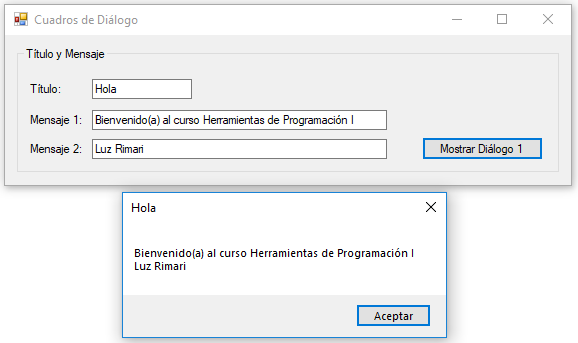 Cuadros de Diálogo
Título y Mensaje
Título: Hola
Mensaje 1: Bienvenido(a) al curso Herramientas de Programación I
Mensaje 2: Luz Rimari Mostrar Diálogo 1
Hola
Bienvenido(a) al curso Herramientas de Programación I
Luz Rimari
Aceptar